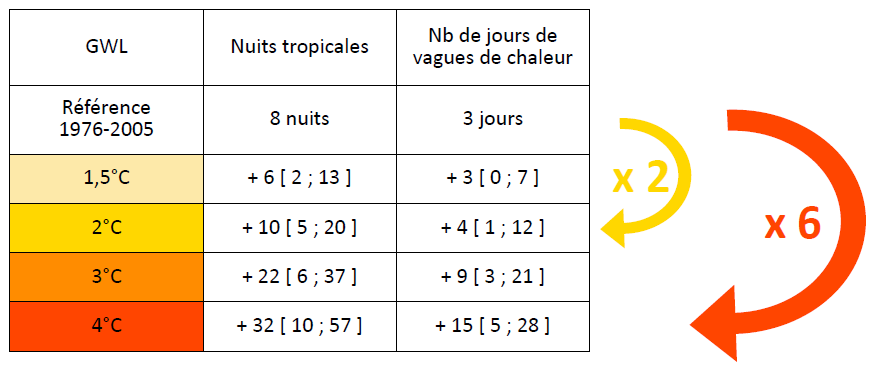 GWL
Nuits tropicales
Nb de jours de
vagues de chaleur
Référence
1976-2005
8 nuits
3 jours
1,5°C
+ 6 [ 2 ; 13 ]
+ 3 [ 0 ; 7 ]
2°C
+ 10 [ 5 ; 20 ]
+ 4 [ 1 ; 12 ]
3°C
+ 22 [ 6 ; 37 ]
+ 9 [ 3 ; 21 ]
4°C
+ 32 [ 10 ; 57 ]
+ 15 [ 5 ; 28 ]
x 2
x 6